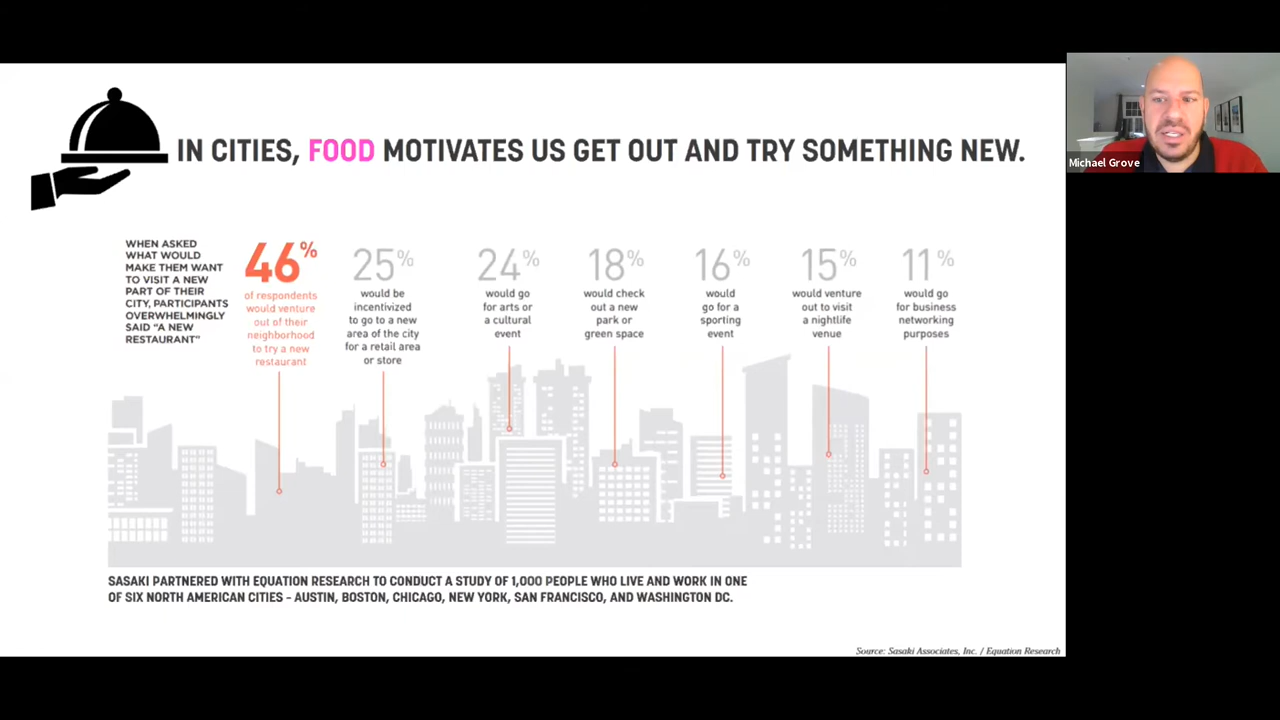 IN CITIES, FOOD MOTIVATES US GET OUT AND TRY SOMETHING NEW.
Michael Grove
WHEN ASKED
WHAT WOULD
MAKE THEM WANT
TO VISIT A NEW
PART OF THEIR
CITY, PARTICIPANTS
OVERWHELMINGLY
SAID "A NEW
RESTAURANT"
46%
of respondents
would venture
out of their
neighborhood
to try a new
restaurant
25%
would be
incentivized
to go to a new
area of the city
for a retail area
or store
24%
would go
for arts or
a cultural
event
18%
would check
out a new
park or
green space
16%
would
go for a
sporting
event
15%
would venture
out to visit
a nightlife
venue
11%
would go
for business
networking
purposes
SASAKI PARTNERED WITH EQUATION RESEARCH TO CONDUCT A STUDY OF 1,000 PEOPLE WHO LIVE AND WORK IN ONE
OF SIX NORTH AMERICAN CITIES – AUSTIN, BOSTON, CHICAGO, NEW YORK, SAN FRANCISCO, AND WASHINGTON DC.
Source: Sasaki Associates, Inc. / Equation Research